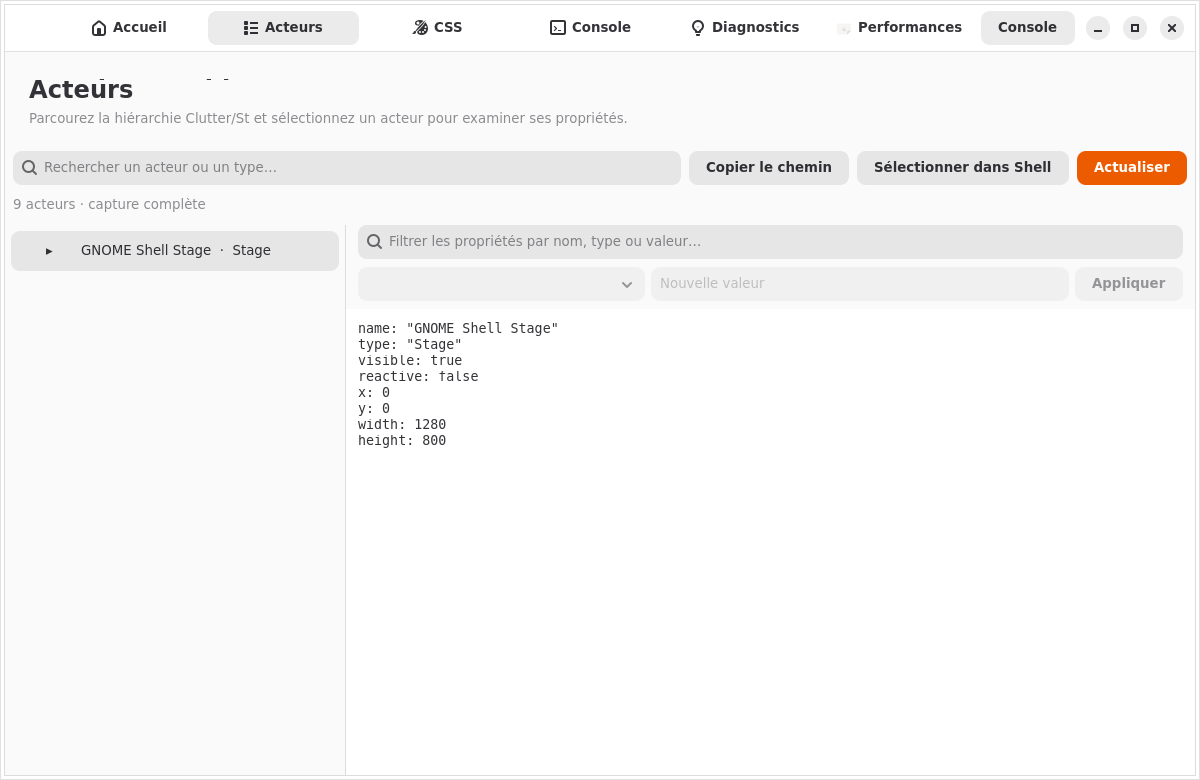 Accueil
Acteurs
CSS
Console
Diagnostics
Performances
Console
Acteurs
Parcourez la hiérarchie Clutter/St et sélectionnez un acteur pour examiner ses propriétés.
Rechercher un acteur ou un type…
Copier le chemin
Sélectionner dans Shell
Actualiser
9 acteurs · capture complète
GNOME Shell Stage · Stage
Filtrer les propriétés par nom, type ou valeur…
Nouvelle valeur
Appliquer
name: "GNOME Shell Stage"
type: "Stage"
visible: true
reactive: false
x: 0
y: 0
width: 1280
height: 800